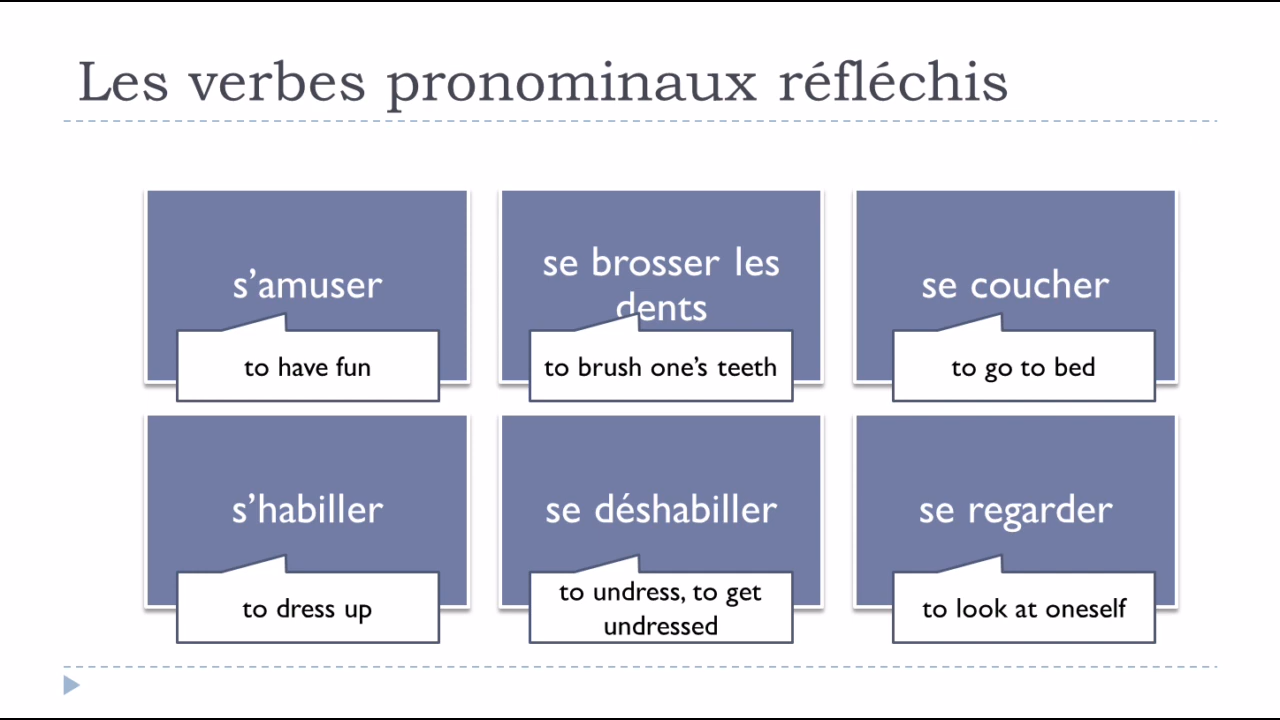 Les verbes pronominaux réfléchis
s’amuser
to have fun
se brosser les
dents
to brush one’s teeth
se coucher
to go to bed
s’habiller
to dress up
se déshabiller
to undress, to get
undressed
se regarder
to look at oneself